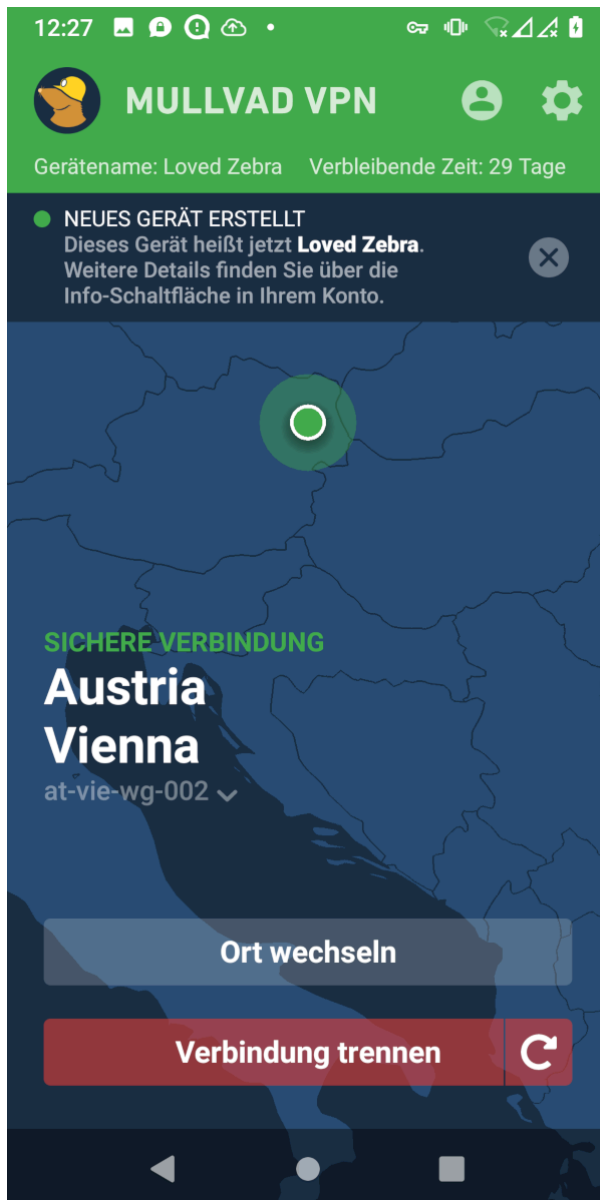 12:27
MULLVAD VPN
Gerätename: Loved Zebra Verbleibende Zeit: 29 Tage
NEUES GERÄT ERSTELLT
Dieses Gerät heißt jetzt Loved Zebra.
Weitere Details finden Sie über die
Info-Schaltfläche in Ihrem Konto.
SICHERE VERBINDUNG
Austria
Vienna
at-vie-wg-002
Ort wechseln
Verbindung trennen